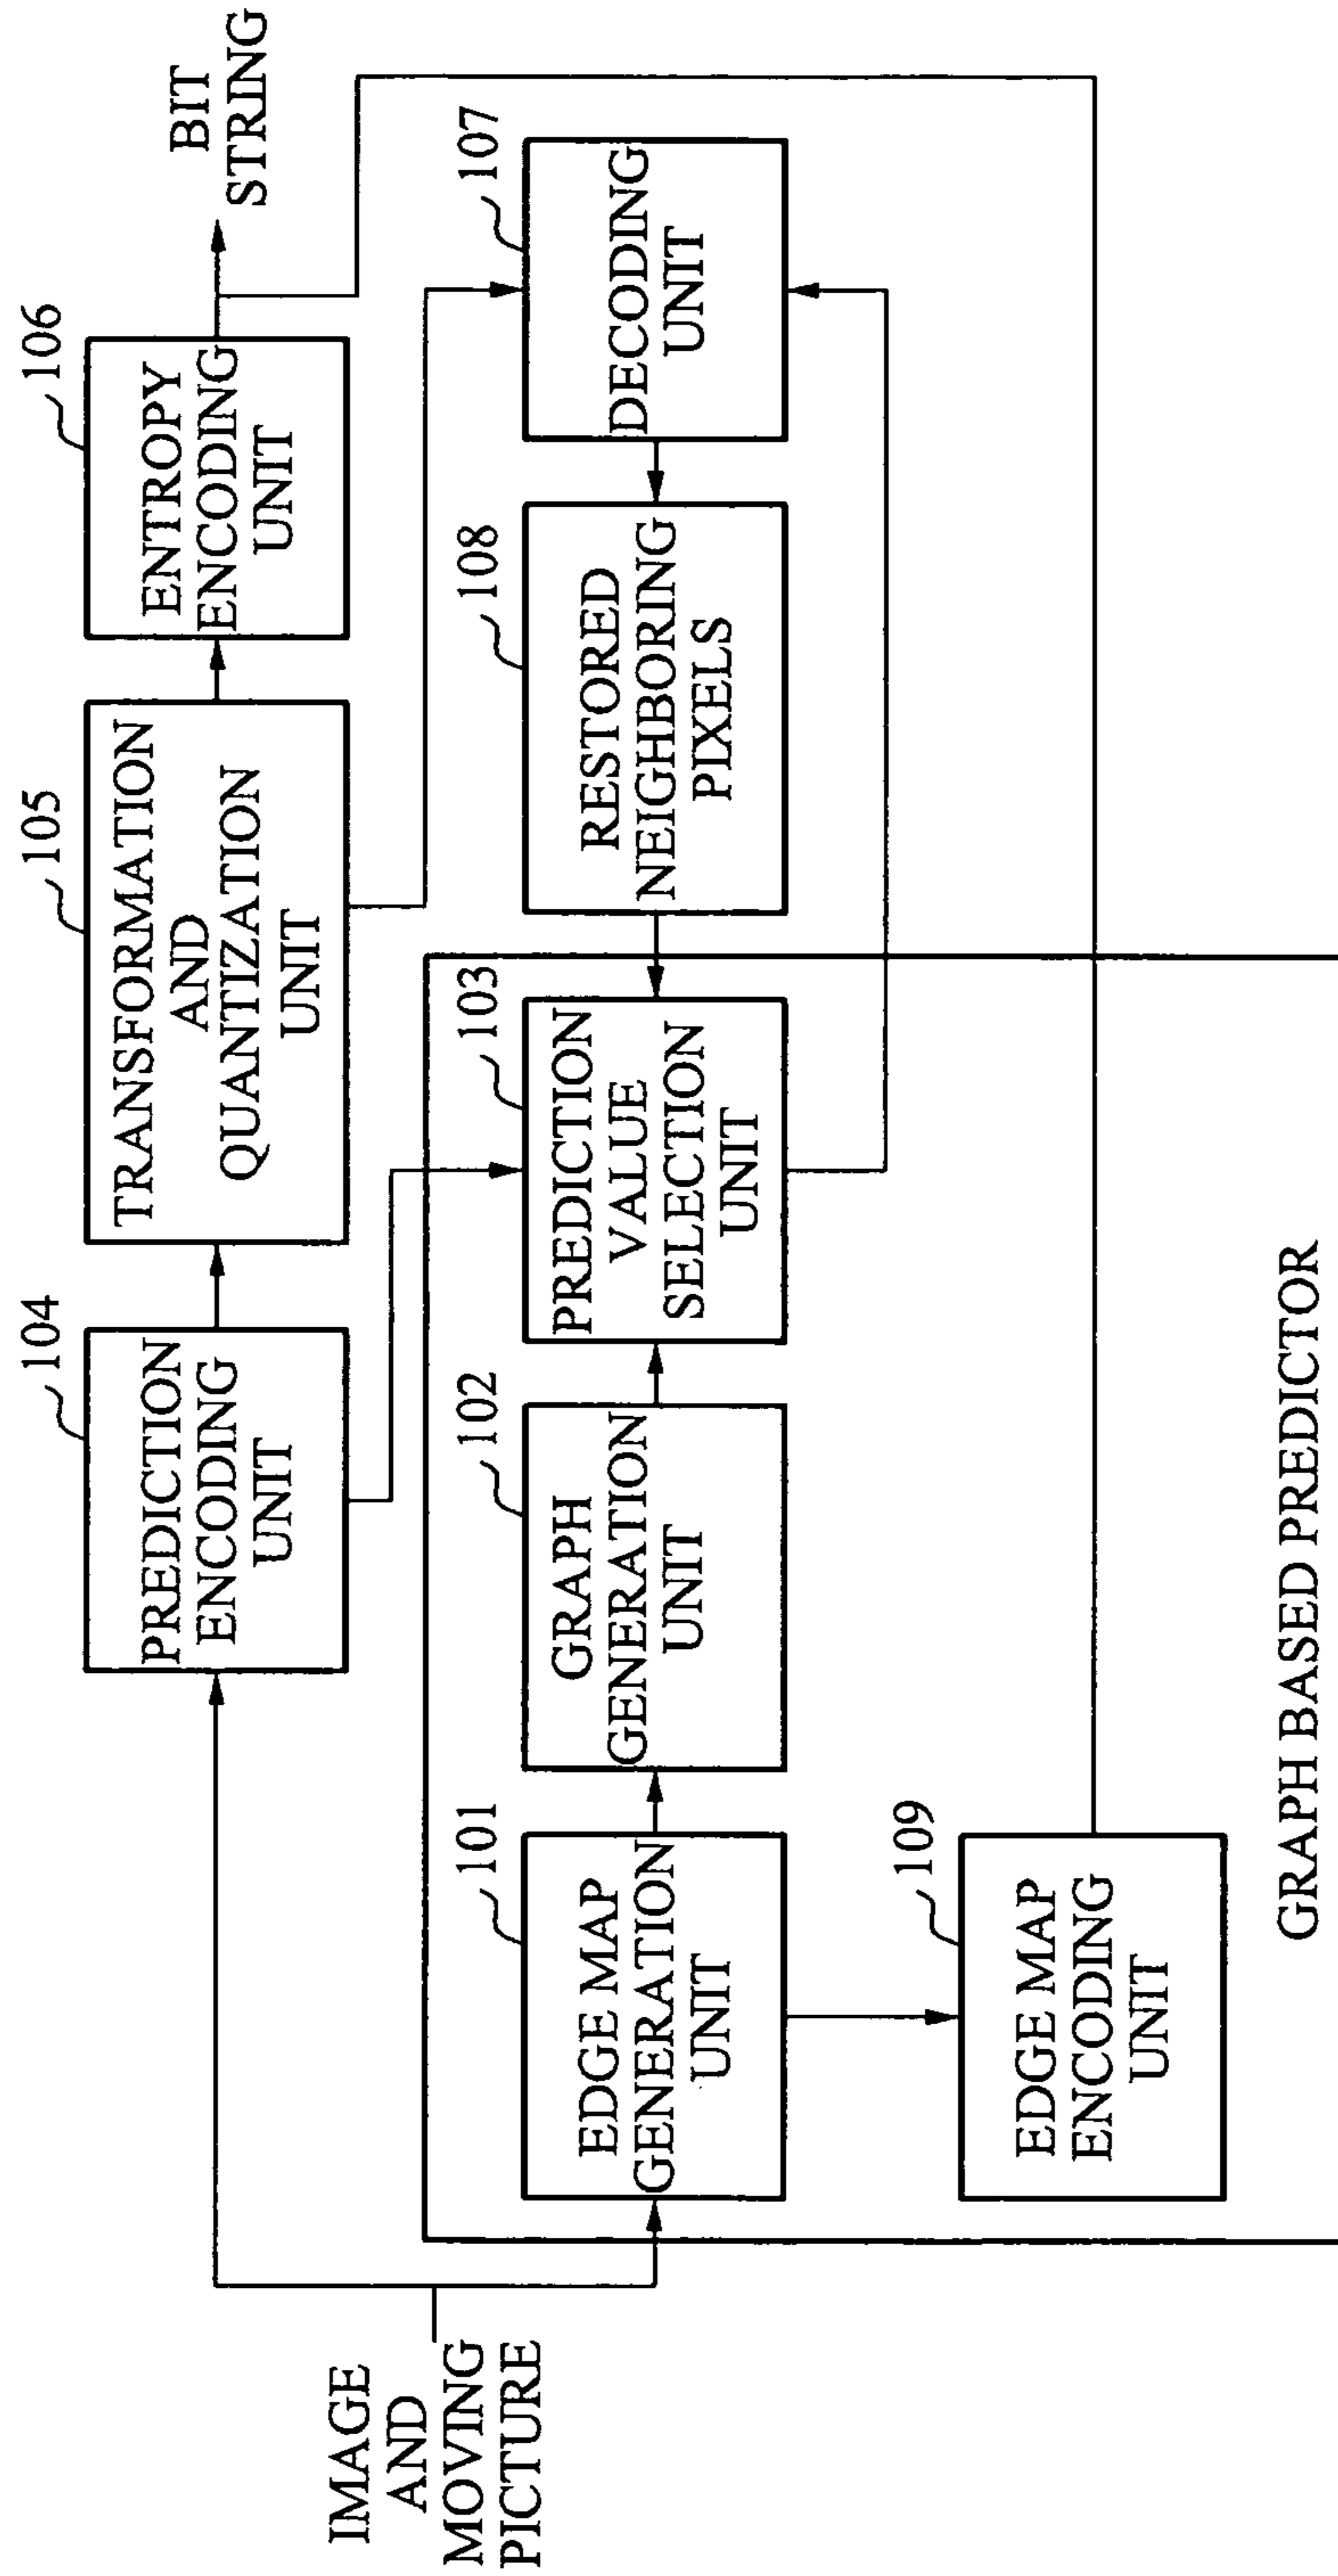 IMAGE
AND
MOVING
PICTURE
104
PREDICTION
ENCODING
UNIT
105
TRANSFORMATION
AND
QUANTIZATION
UNIT
106
ENTROPY
ENCODING
UNIT
BIT
STRING
101
EDGE MAP
GENERATION
UNIT
102
GRAPH
GENERATION
UNIT
103
PREDICTION
VALUE
SELECTION
UNIT
108
RESTORED
NEIGHBORING
PIXELS
107
DECODING
UNIT
109
EDGE MAP
ENCODING
UNIT
GRAPH BASED PREDICTOR